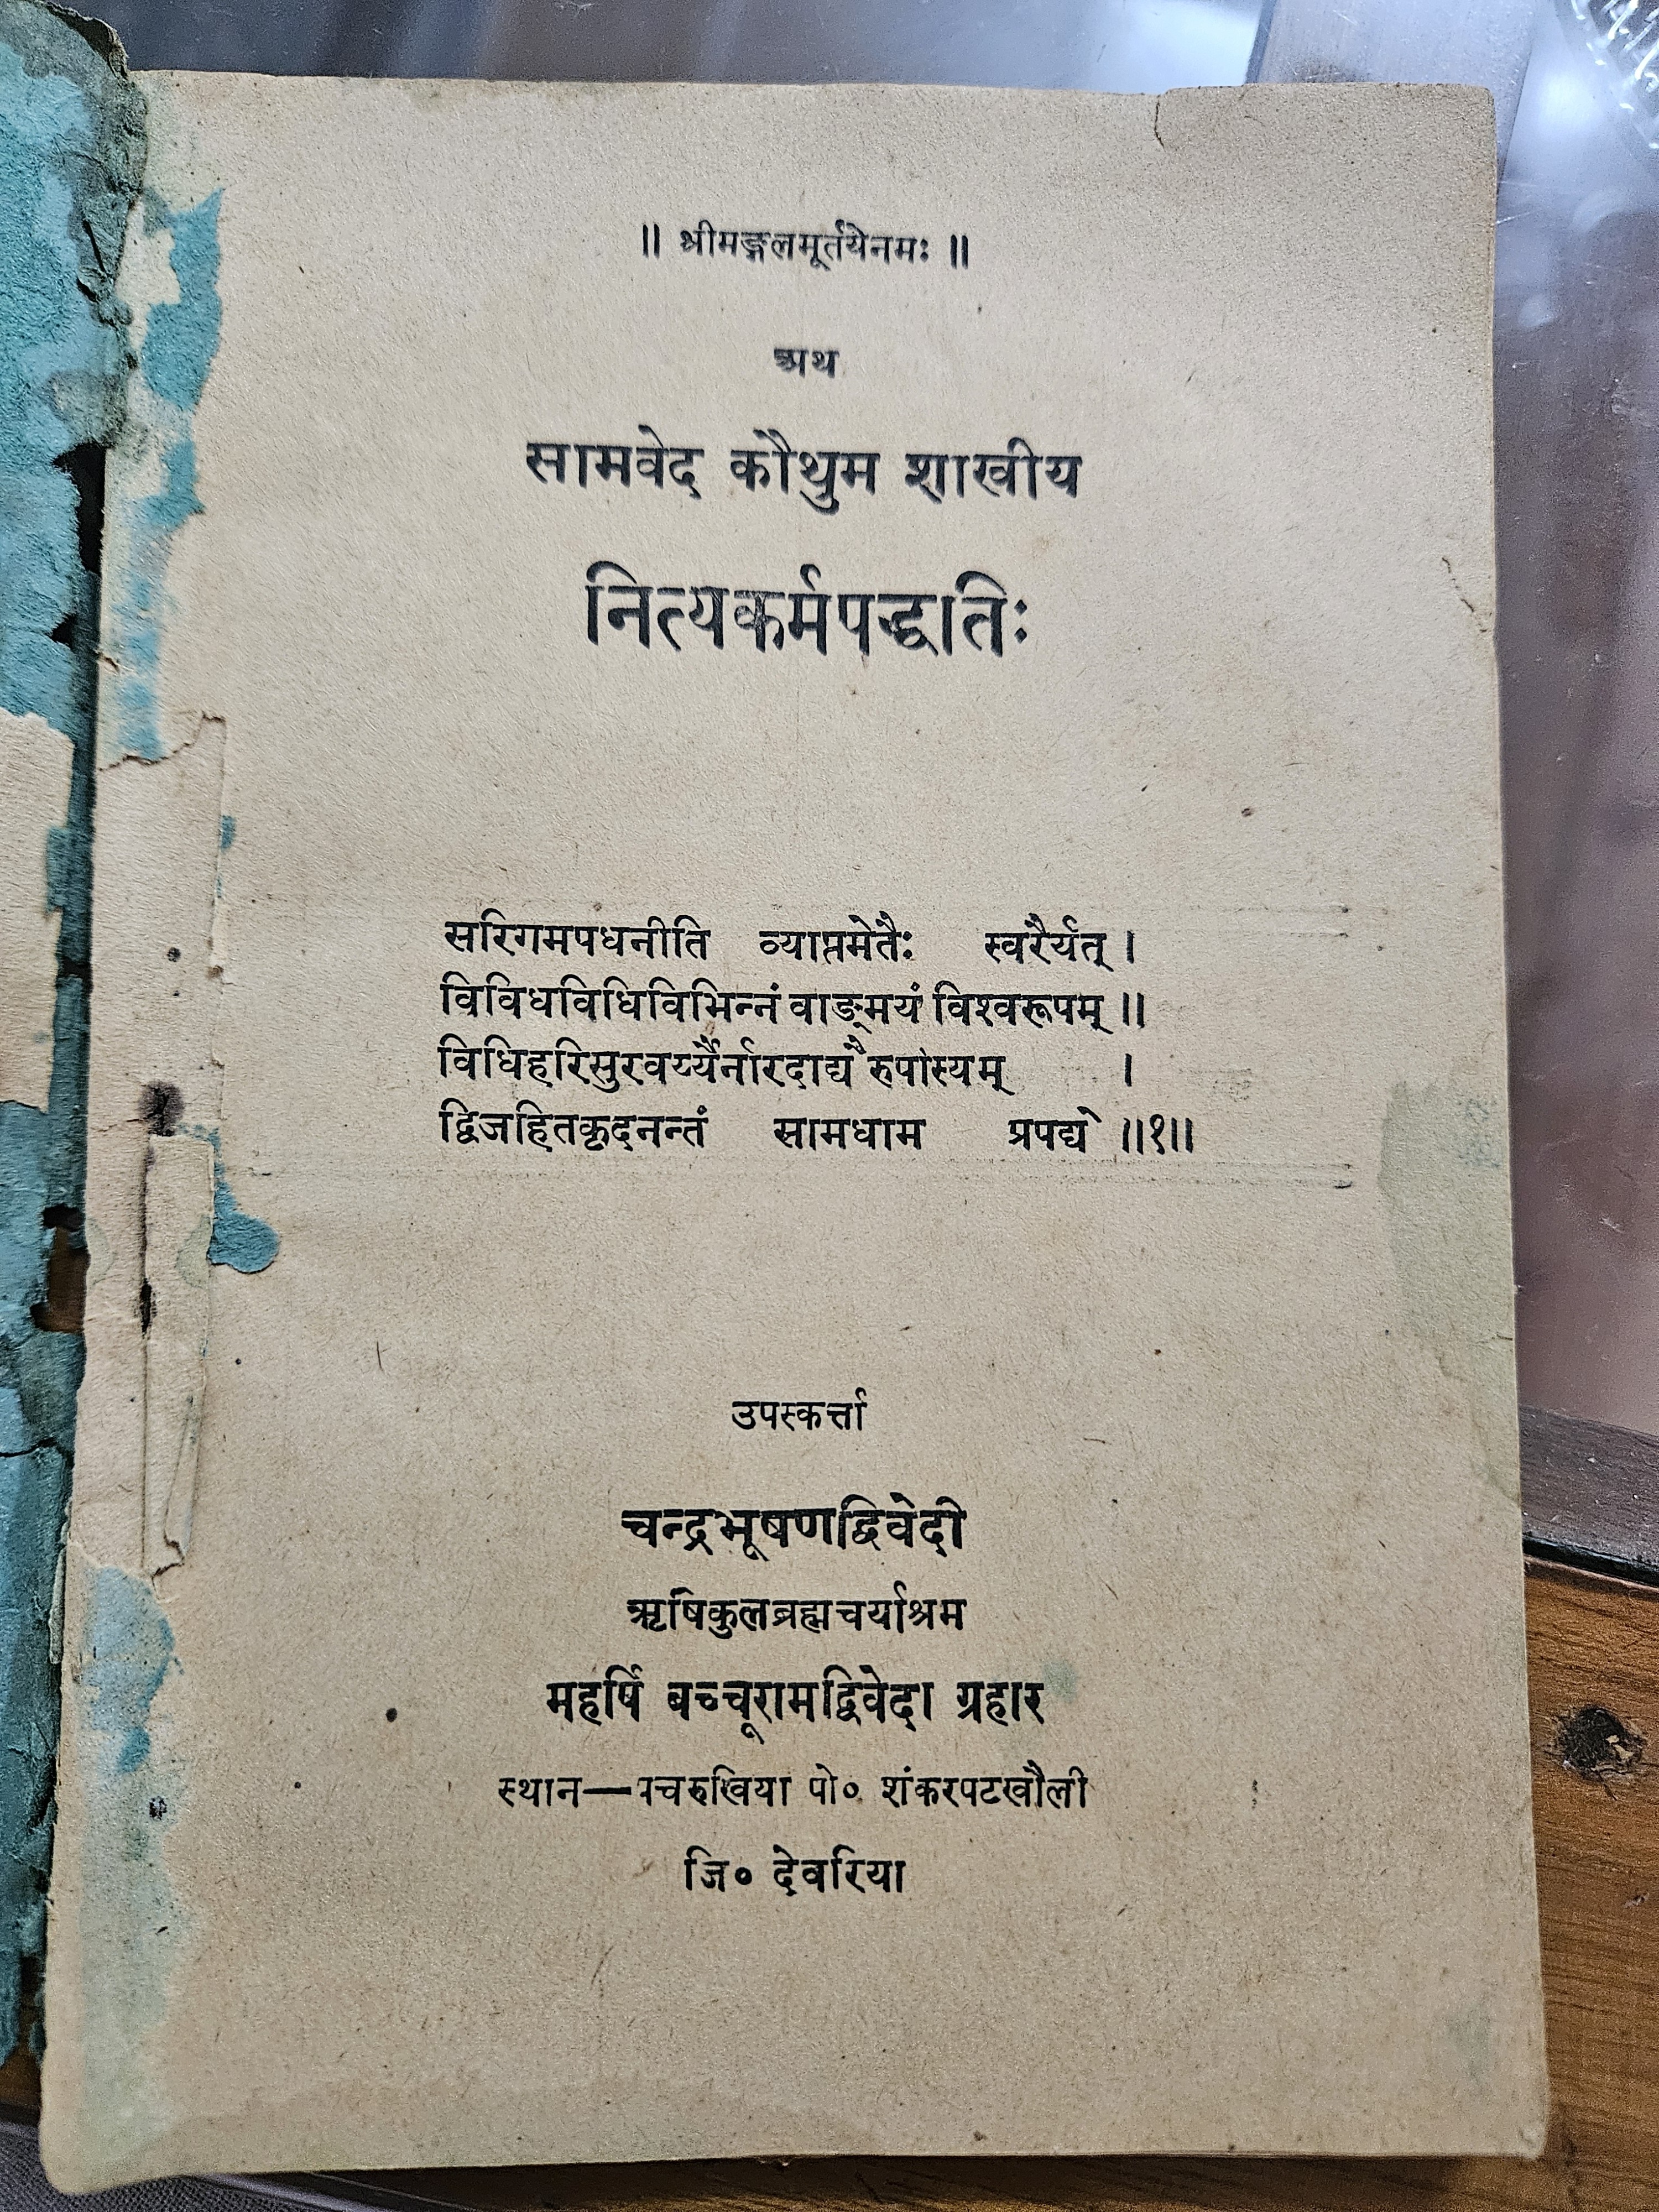 ॥ श्रीमङ्गलमूर्तयेनमः ॥
अथ
सामवेद कौथुम शाखीय
नित्यकर्मपद्धतिः
सरिगमपधनीति व्याप्तमेतैः स्वरैर्यत् ।
विविधविधिविभिन्नं वाङ्मयं विश्वरूपम् ॥
विधिहरिसुरवर्य्यैर्नारदाद्यैरुपास्यम् ।
द्विजहितकृदनन्तं सामधाम प्रपद्ये ॥१॥
उपस्कर्त्ता
चन्द्रभूषणद्विवेदी
ऋषिकुलब्रह्मचर्याश्रम
महर्षि बच्चूरामद्विवेदा ग्रहार
स्थान—पचरुखिया पो० शंकरपटखौली
जि० देवरिया